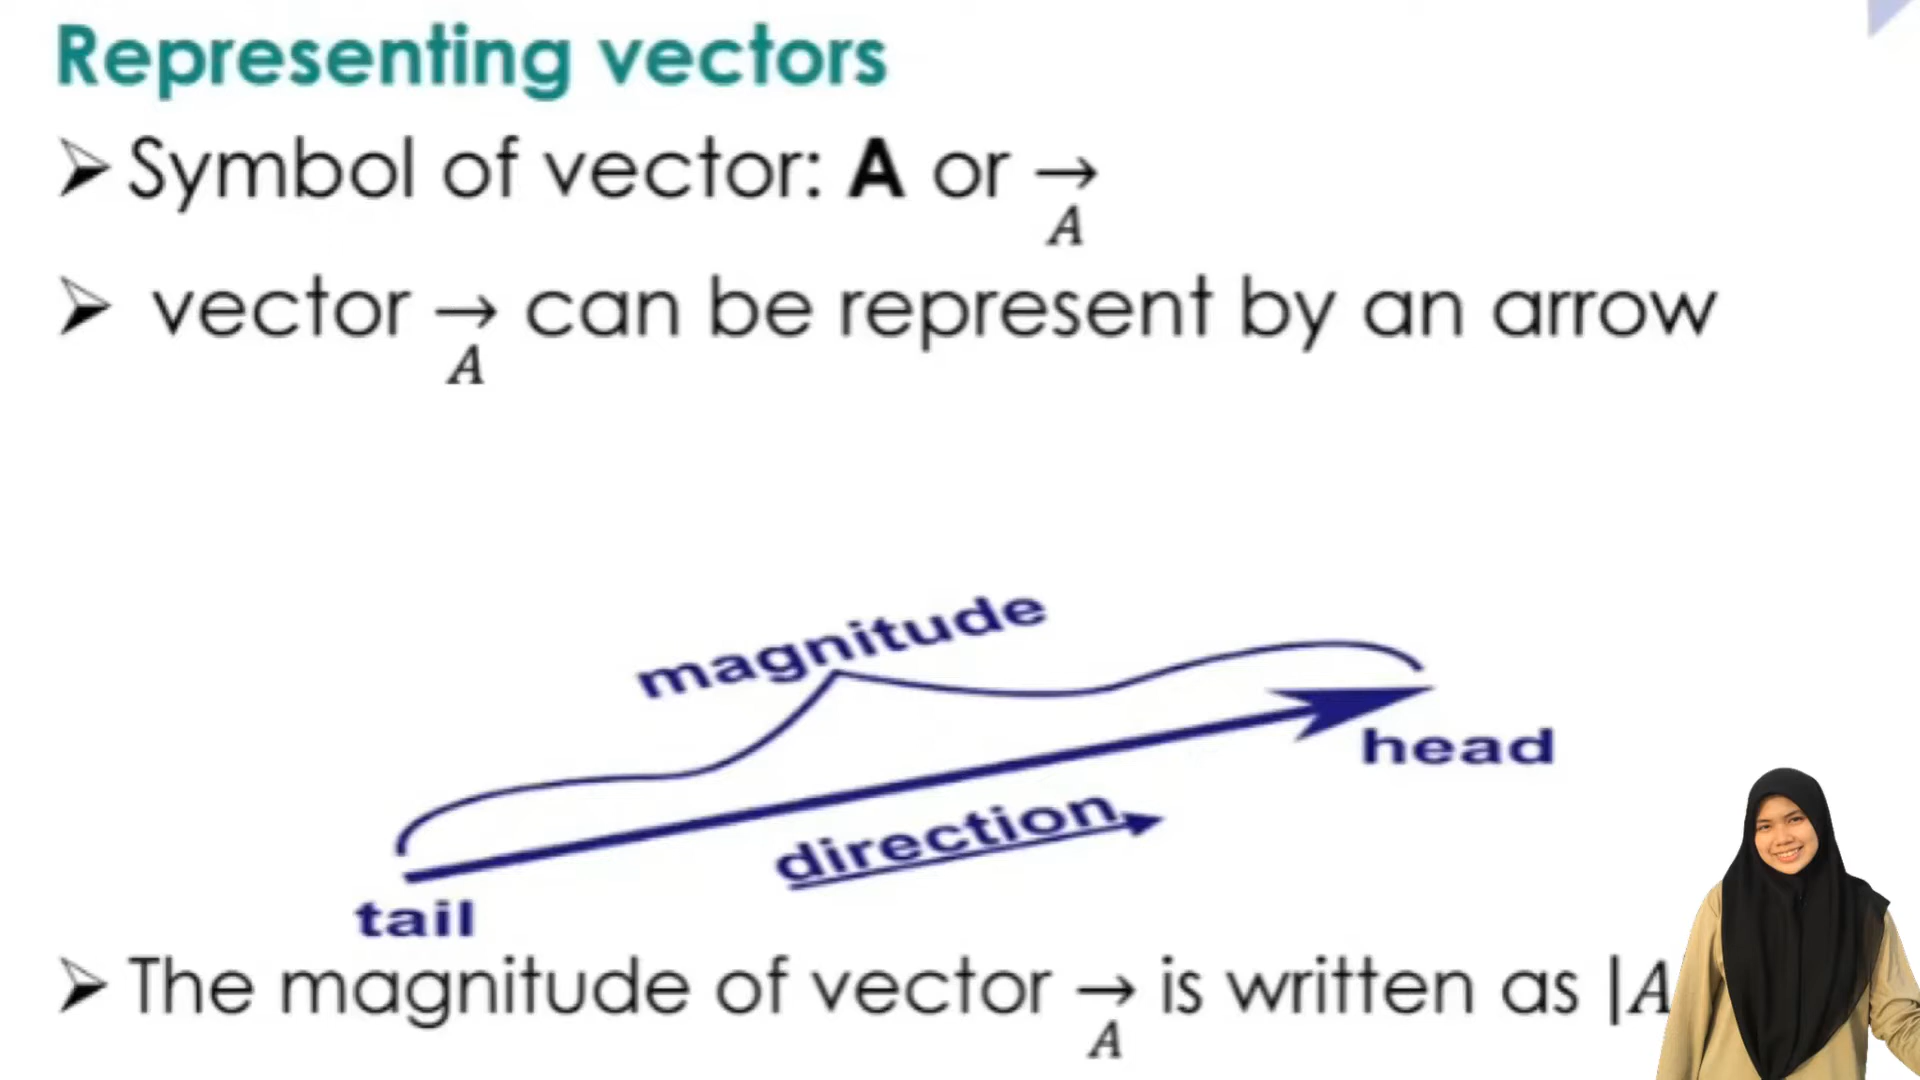 Representing vectors
➢ Symbol of vector: A or →
A
➢ vector → can be represent by an arrow
A
magnitude
head
direction
tail
➢ The magnitude of vector → is written as |A
A